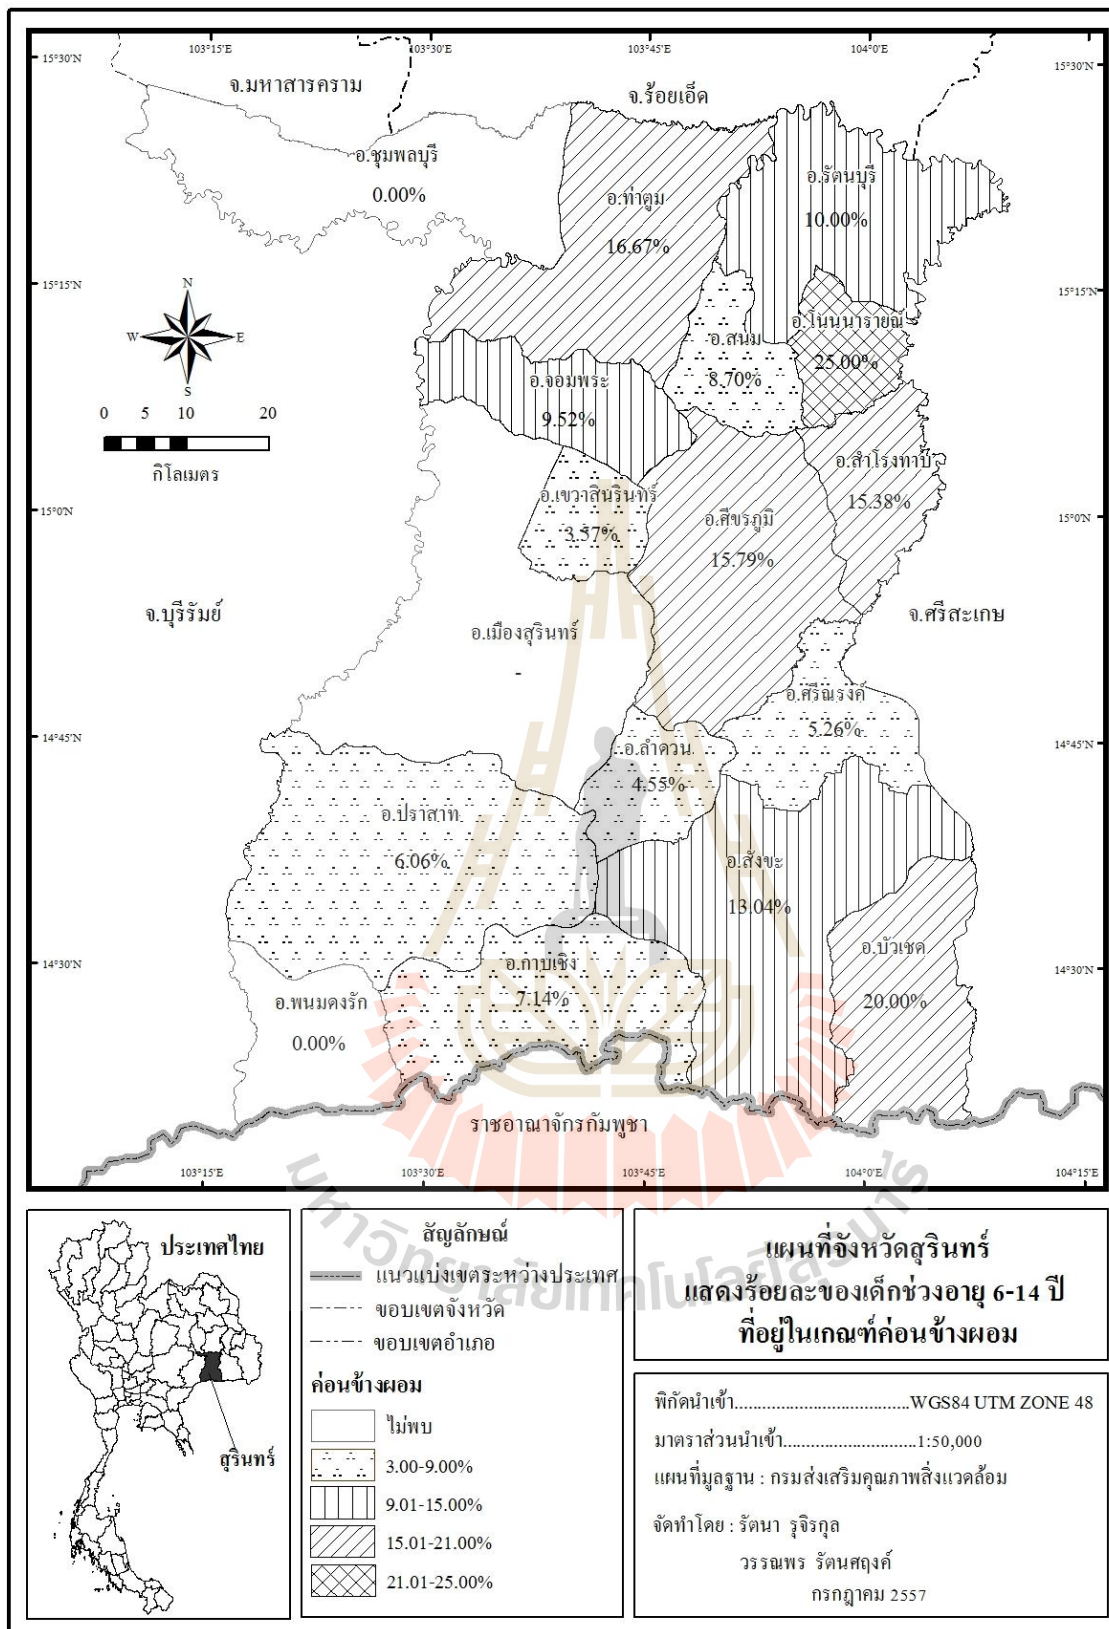 103°15'E 103°30'E 103°45'E 104°0'E
15°30'N 15°30'N
จ.มหาสารคราม
จ.ร้อยเอ็ด
อ.ชุมพลบุรี
0.00%
อ.ท่าตูม
16.67%
อ.รัตนบุรี
10.00%
15°15'N 15°15'N
N
W E
S
อ.สนม
8.70%
อ.โนนนารายณ์
25.00%
อ.จอมพระ
9.52%
0 5 10 20
กิโลเมตร
อ.สำโรงทาบ
15.38%
อ.เขวาสินรินทร์
3.57%
อ.ศีขรภูมิ
15.79%
15°0'N 15°0'N
จ.บุรีรัมย์
อ.เมืองสุรินทร์
-
จ.ศรีสะเกษ
อ.ศรีณรงค์
5.26%
14°45'N 14°45'N
อ.ลำดวน
4.55%
อ.ปราสาท
6.06%
อ.สังขะ
13.04%
อ.บัวเชด
20.00%
14°30'N 14°30'N
อ.กาบเชิง
7.14%
อ.พนมดงรัก
0.00%
ราชอาณาจักรกัมพูชา
103°15'E 103°30'E 103°45'E 104°0'E 104°15'E
มหาวิทยาลัยเทคโนโลยีสุรนารี
ประเทศไทย
สุรินทร์
สัญลักษณ์
แนวแบ่งเขตระหว่างประเทศ
ขอบเขตจังหวัด
ขอบเขตอำเภอ
ค่อนข้างผอม
ไม่พบ
3.00-9.00%
9.01-15.00%
15.01-21.00%
21.01-25.00%
แผนที่จังหวัดสุรินทร์
แสดงร้อยละของเด็กช่วงอายุ 6-14 ปี
ที่อยู่ในเกณฑ์ค่อนข้างผอม
พิกัดนำเข้า....................................WGS84 UTM ZONE 48
มาตราส่วนนำเข้า...........................1:50,000
แผนที่มูลฐาน : กรมส่งเสริมคุณภาพสิ่งแวดล้อม
จัดทำโดย : รัตนา รุจิรกุล
วรรณพร รัตนศฤงค์
กรกฎาคม 2557